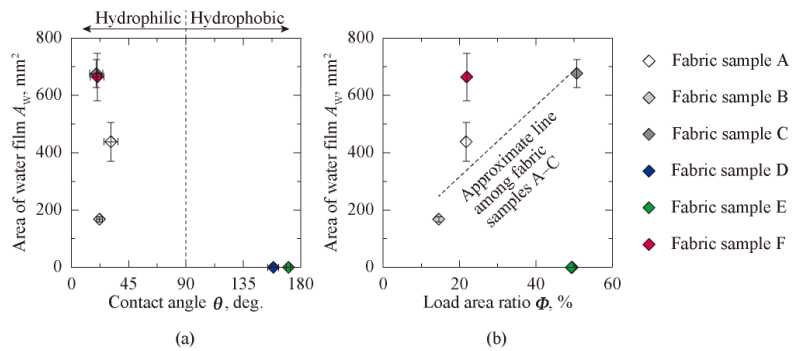 Hydrophilic Hydrophobic
800
600
400
200
0
Area of water film A_W, mm²
0 45 90 135 180
Contact angle θ, deg.
(a)
800
600
400
200
0
Area of water film A_W, mm²
Approximate line
among fabric
samples A–C
0 20 40 60
Load area ratio Φ, %
(b)
Fabric sample A
Fabric sample B
Fabric sample C
Fabric sample D
Fabric sample E
Fabric sample F